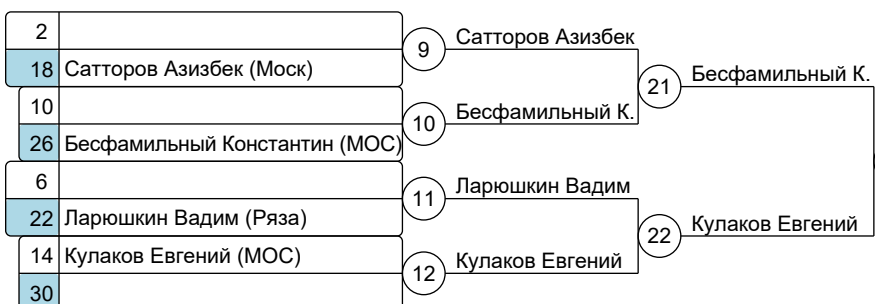 2
18 Сатторов Азизбек (Моск)
9
Сатторов Азизбек
10
26 Бесфамильный Константин (МОС)
10
Бесфамильный К.
21
Бесфамильный К.
6
22 Ларюшкин Вадим (Ряза)
11
Ларюшкин Вадим
14 Кулаков Евгений (МОС)
30
12
Кулаков Евгений
22
Кулаков Евгений